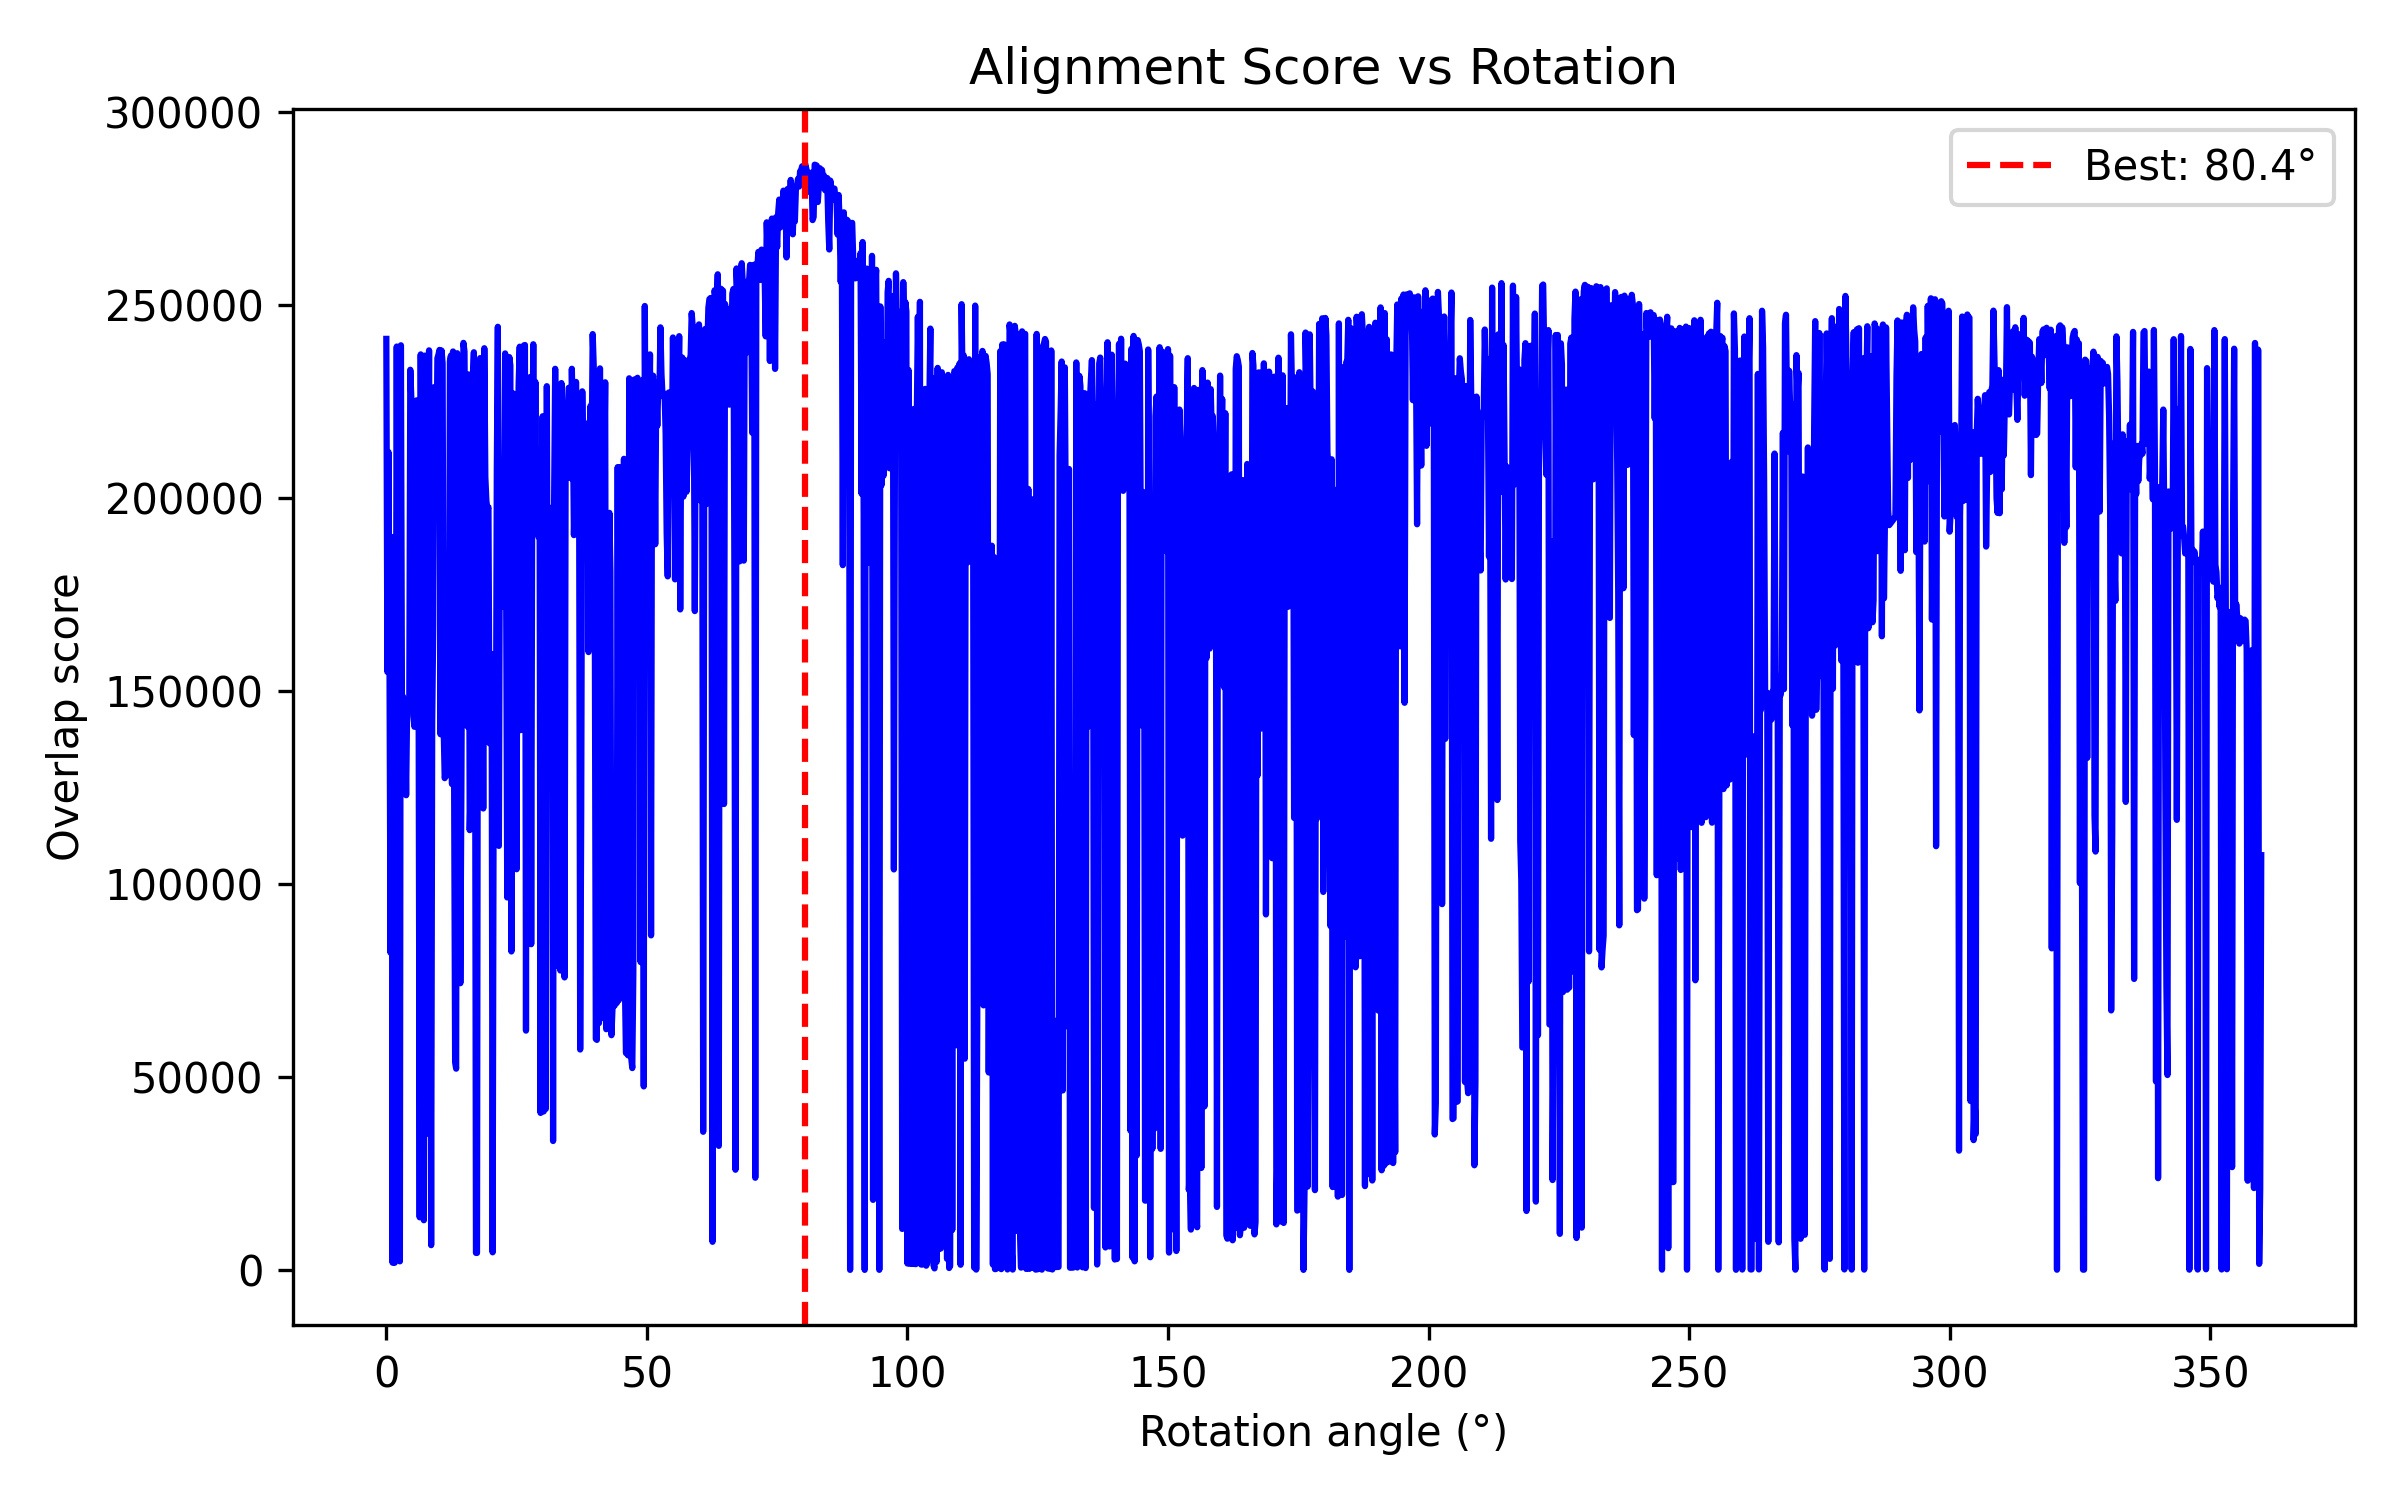 Alignment Score vs Rotation
300000
250000
200000
150000
100000
50000
0
Overlap score
Best: 80.4°
0 50 100 150 200 250 300 350
Rotation angle (°)